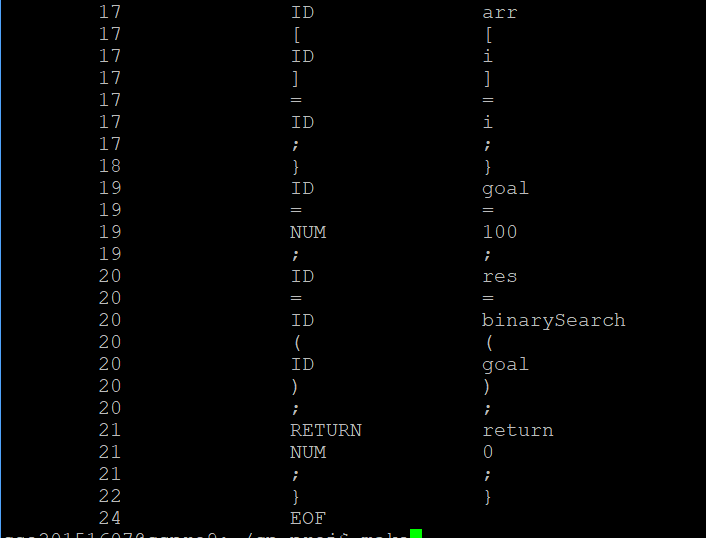 17 ID arr
17 [ [
17 ID i
17 ] ]
17 = =
17 ID i
17 ; ;
18 } }
19 ID goal
19 = =
19 NUM 100
19 ; ;
20 ID res
20 = =
20 ID binarySearch
20 ( (
20 ID goal
20 ) )
20 ; ;
21 RETURN return
21 NUM 0
21 ; ;
22 } }
24 EOF